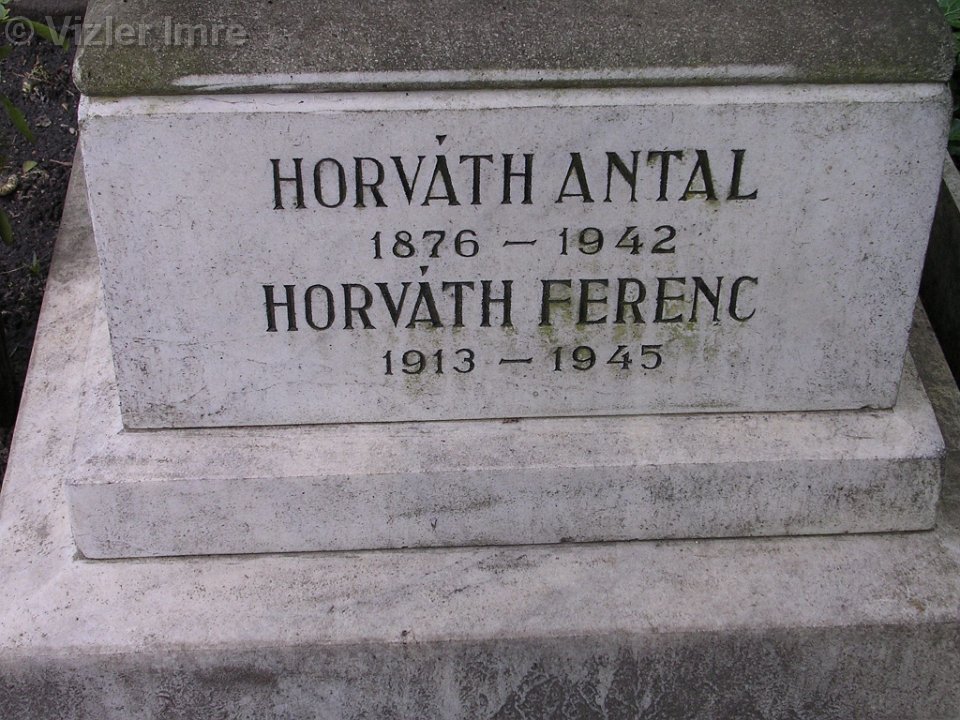 © Vizler Imre
HORVÁTH ANTAL
1876 – 1942
HORVÁTH FERENC
1913 – 1945